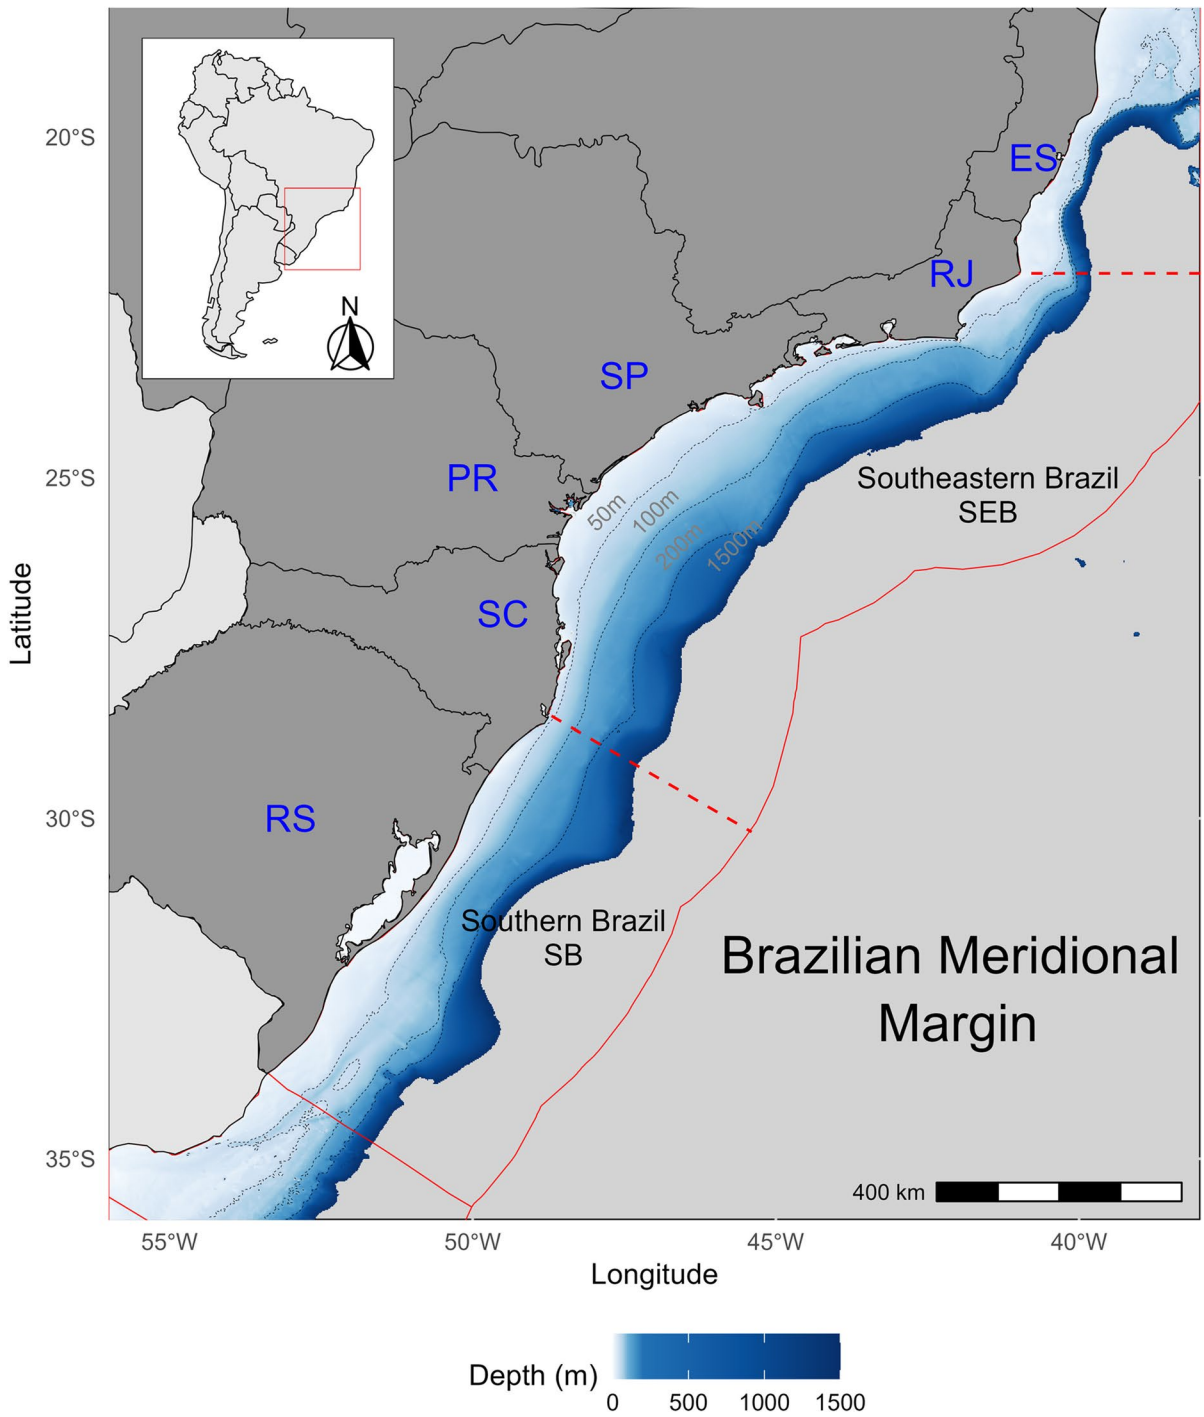 N
20°S
25°S
30°S
35°S
Latitude
ES
RJ
SP
PR
SC
RS
50m
100m
200m
1500m
Southeastern Brazil
SEB
Southern Brazil
SB
Brazilian Meridional
Margin
400 km
55°W
50°W
45°W
40°W
Longitude
Depth (m)
0
500
1000
1500